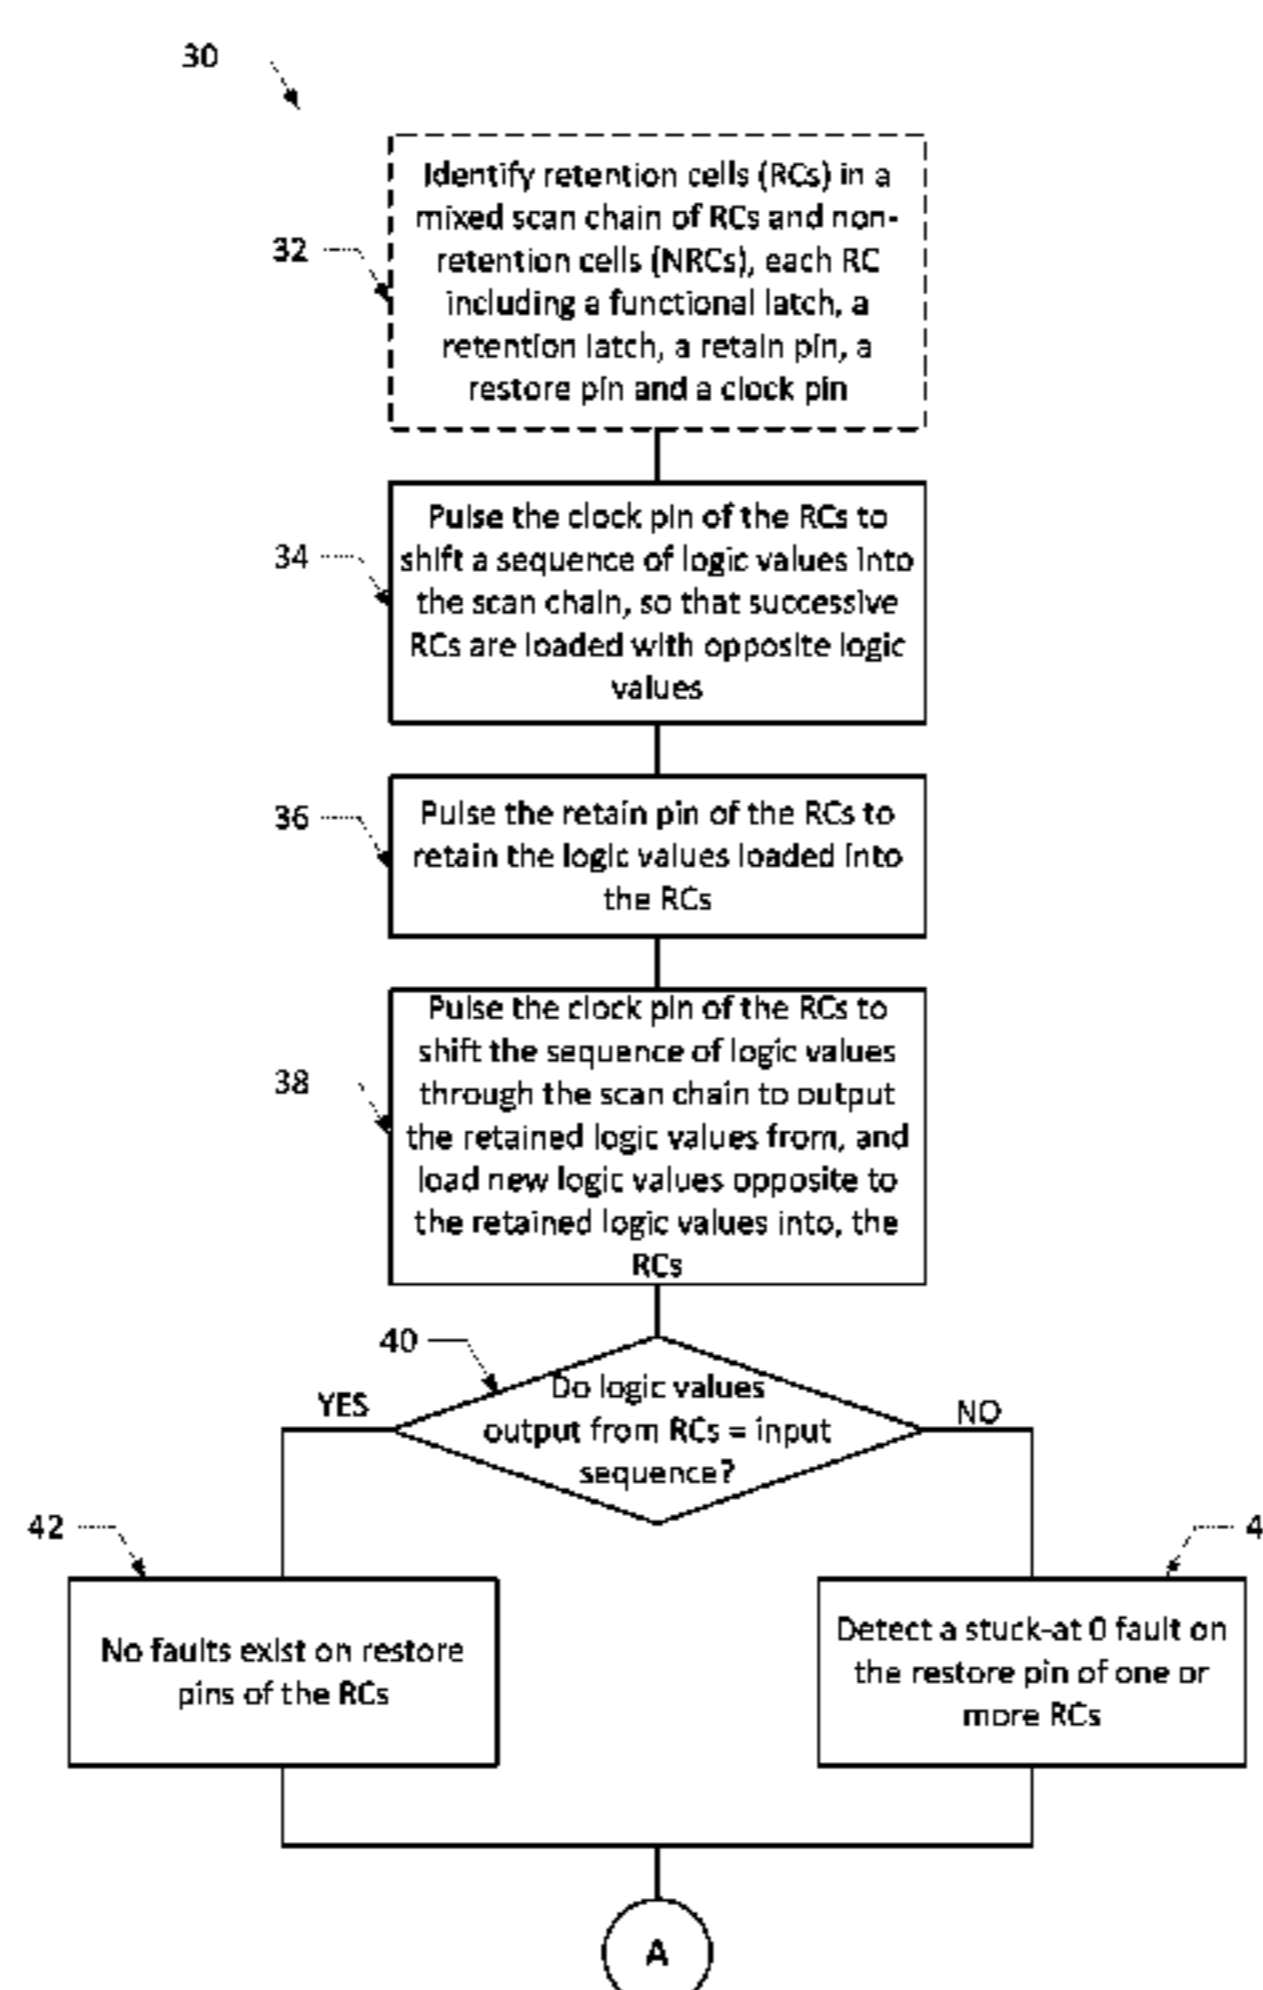 30
Identify retention cells (RCs) in a
mixed scan chain of RCs and non-
retention cells (NRCs), each RC
including a functional latch, a
retention latch, a retain pin, a
restore pin and a clock pin
32
Pulse the clock pin of the RCs to
shift a sequence of logic values into
the scan chain, so that successive
RCs are loaded with opposite logic
values
34
Pulse the retain pin of the RCs to
retain the logic values loaded into
the RCs
36
Pulse the clock pin of the RCs to
shift the sequence of logic values
through the scan chain to output
the retained logic values from, and
load new logic values opposite to
the retained logic values into, the
RCs
38
40
Do logic values
output from RCs = input
sequence?
YES
NO
42
No faults exist on restore
pins of the RCs
4
Detect a stuck-at 0 fault on
the restore pin of one or
more RCs
A